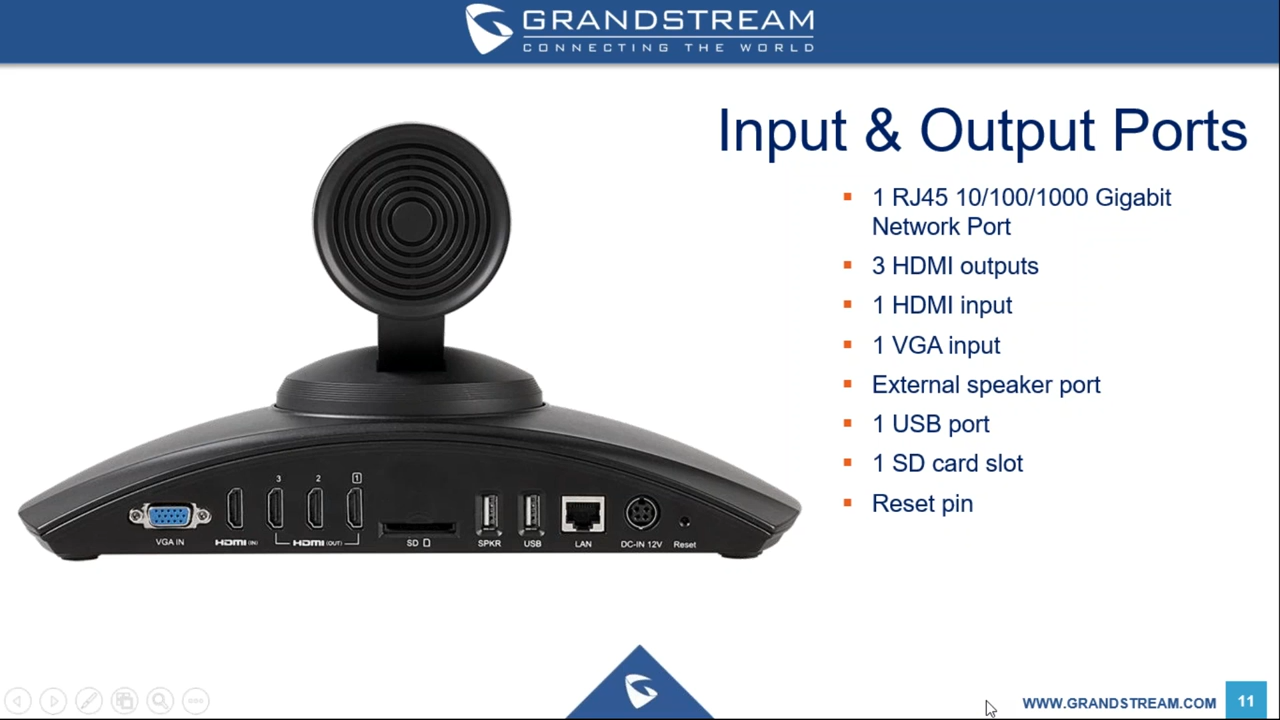 GRANDSTREAM
CONNECTING THE WORLD
Input & Output Ports
1 RJ45 10/100/1000 Gigabit
Network Port
3 HDMI outputs
1 HDMI input
1 VGA input
External speaker port
1 USB port
1 SD card slot
Reset pin
3 2 1
VGA IN HDMI (IN) HDMI (OUT) SD SPKR USB LAN DC-IN 12V Reset
WWW.GRANDSTREAM.COM 11